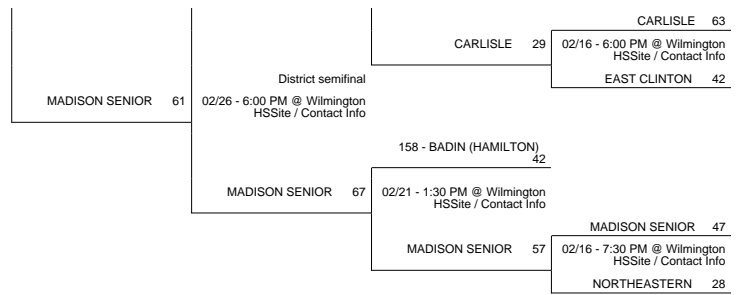 CARLISLE 63
CARLISLE 29
02/16 - 6:00 PM @ Wilmington
HSSite / Contact Info
EAST CLINTON 42
District semifinal
MADISON SENIOR 61
02/26 - 6:00 PM @ Wilmington
HSSite / Contact Info
158 - BADIN (HAMILTON)
42
MADISON SENIOR 67
02/21 - 1:30 PM @ Wilmington
HSSite / Contact Info
MADISON SENIOR 47
MADISON SENIOR 57
02/16 - 7:30 PM @ Wilmington
HSSite / Contact Info
NORTHEASTERN 28